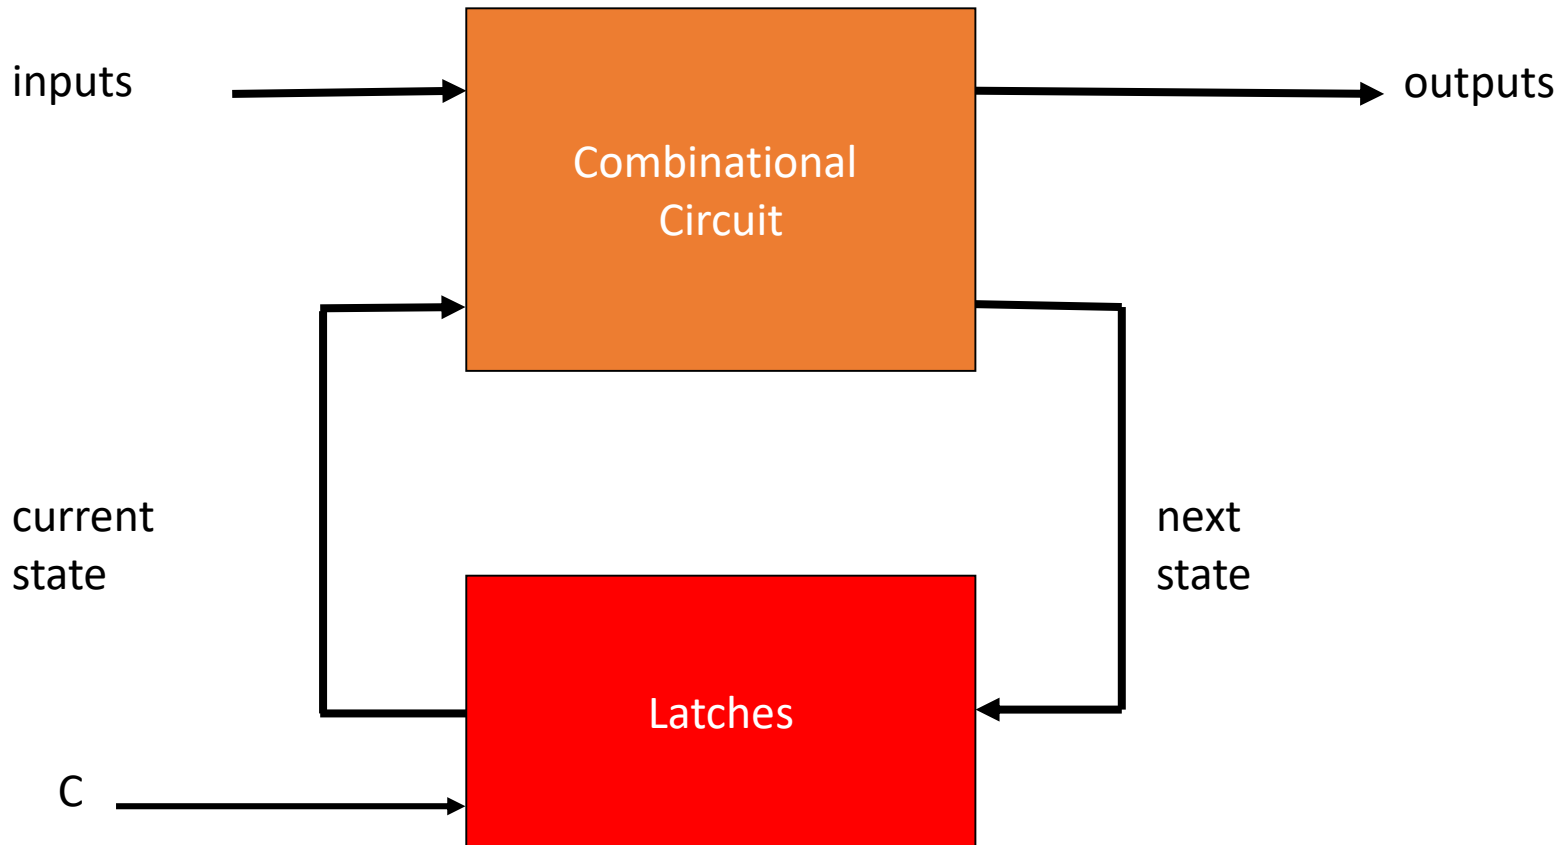 inputs
outputs
Combinational
Circuit
current
state
next
state
Latches
C